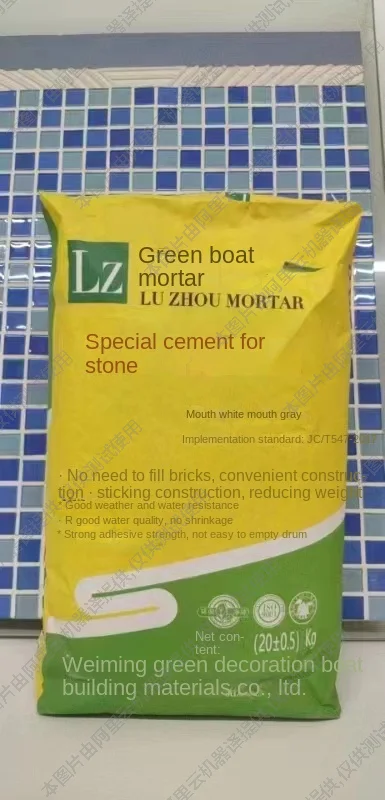 LZ
Green boat
mortar
LU ZHOU MORTAR
Special cement for
stone
Mouth white mouth gray
Implementation standard: JC/T547-2017
· No need to fill bricks, convenient construc-
tion · sticking construction, reducing weight
· Good weather and water resistance
· R good water quality, no shrinkage
* Strong adhesive strength, not easy to empty drum
Net con-
tent:
(20±0.5) Kg
Weiming green decoration boat
building materials co., ltd.